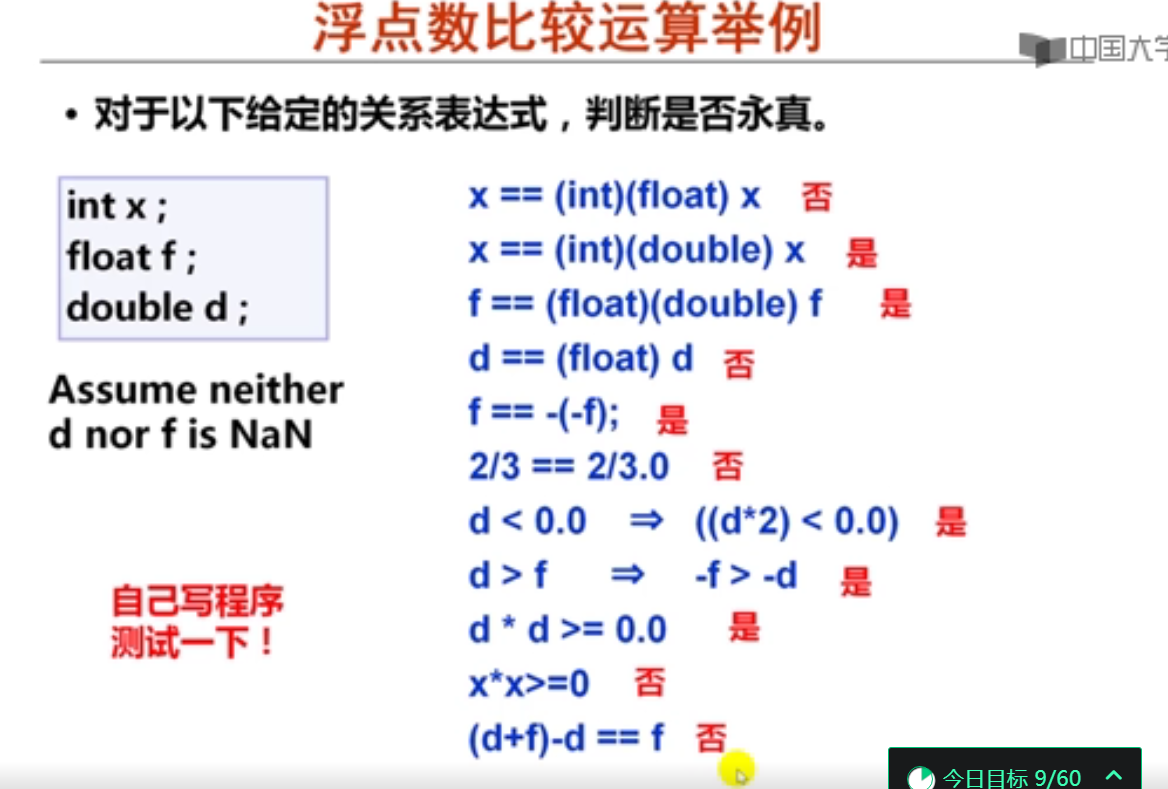 浮点数比较运算举例
中国大学
• 对于以下给定的关系表达式，判断是否永真。
int x ;
float f ;
double d ;
Assume neither
d nor f is NaN
自己写程序
测试一下！
x == (int)(float) x 否
x == (int)(double) x 是
f == (float)(double) f 是
d == (float) d 否
f == -(-f); 是
2/3 == 2/3.0 否
d < 0.0 ⇒ ((d*2) < 0.0) 是
d > f ⇒ -f > -d 是
d * d >= 0.0 是
x*x>=0 否
(d+f)-d == f 否
今日目标 9/60